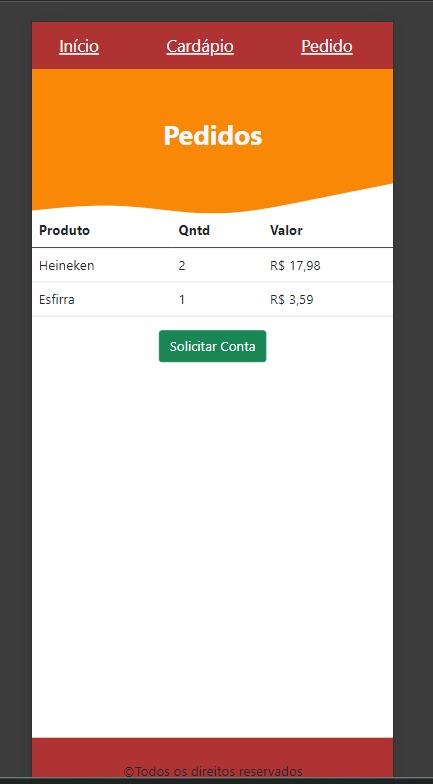 Início Cardápio Pedido
Pedidos
Produto Qntd Valor
Heineken 2 R$ 17,98
Esfirra 1 R$ 3,59
Solicitar Conta
©Todos os direitos reservados